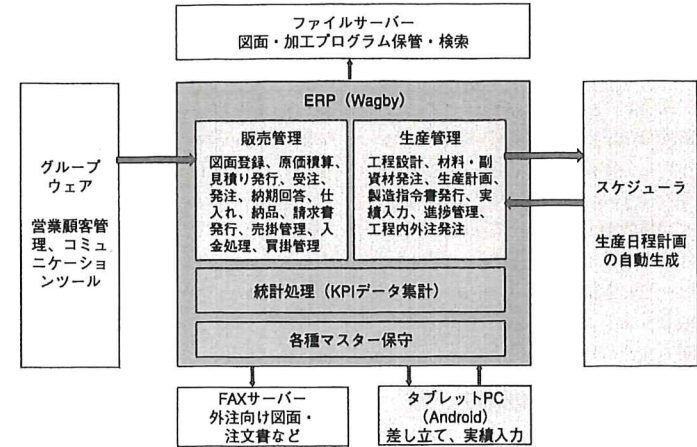 ファイルサーバー
図面・加工プログラム保管・検索
ERP（Wagby）
グループ
ウェア
営業顧客管
理、コミュ
ニケーショ
ンツール
販売管理
図面登録、原価積算、
見積り発行、受注、
発注、納期回答、仕
入れ、納品、請求書
発行、売掛管理、入
金処理、買掛管理
生産管理
工程設計、材料・副
資材発注、生産計画、
製造指令書発行、実
績入力、進捗管理、
工程内外注発注
スケジューラ
生産日程計画
の自動生成
統計処理（KPIデータ集計）
各種マスター保守
FAXサーバー
外注向け図面・
注文書など
タブレットPC
（Android）
差し立て、実績入力